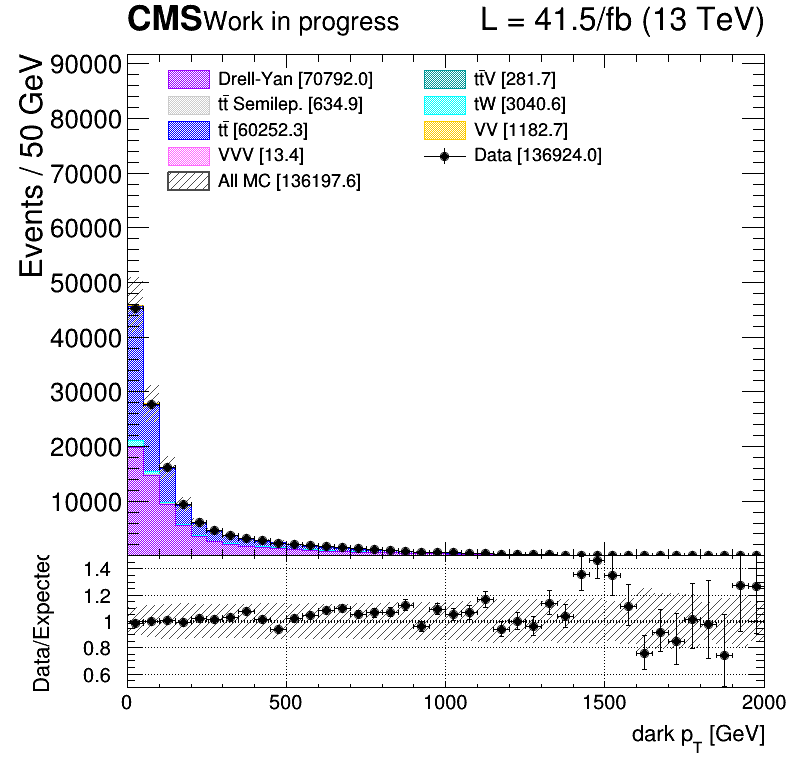 CMS Work in progress L = 41.5/fb (13 TeV)
Events / 50 GeV
90000
80000
70000
60000
50000
40000
30000
20000
10000
Drell-Yan [70792.0]
tt̄ Semilep. [634.9]
tt̄ [60252.3]
VVV [13.4]
All MC [136197.6]
tt̄V [281.7]
tW [3040.6]
VV [1182.7]
Data [136924.0]
Data/Expected
1.4
1.2
1
0.8
0.6
0 500 1000 1500 2000
dark p_T [GeV]